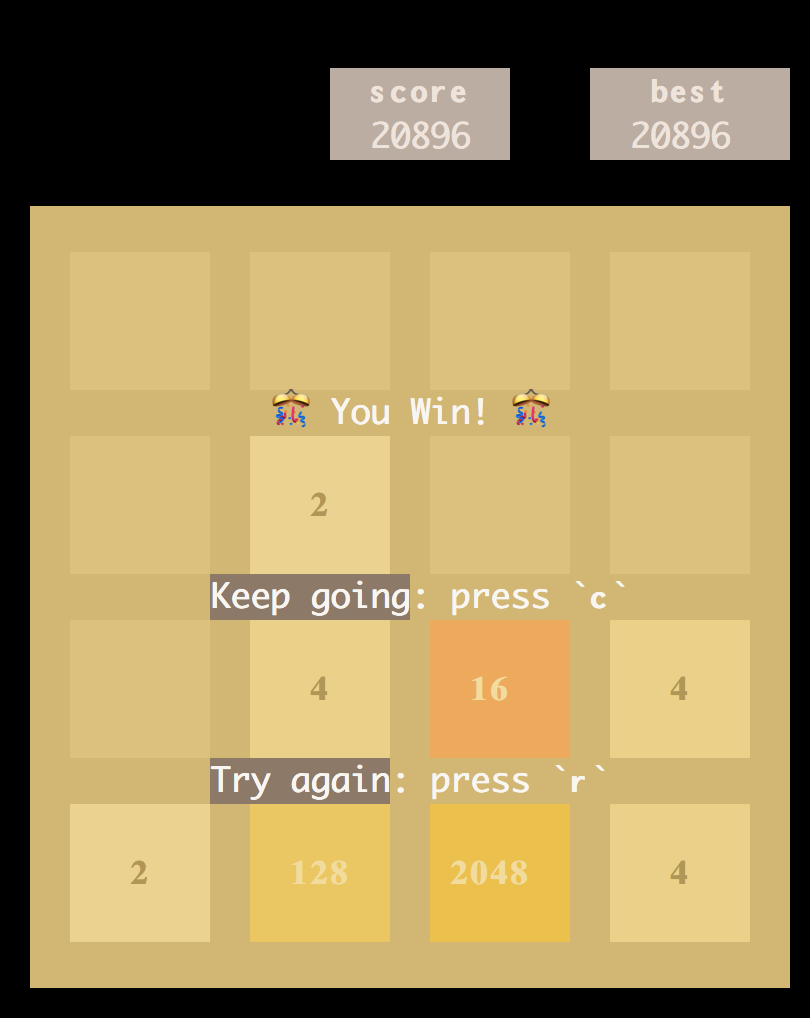 score best
20896 20896
🎊 You Win! 🎊
2
Keep going: press `c`
4 16 4
Try again: press `r`
2 128 2048 4